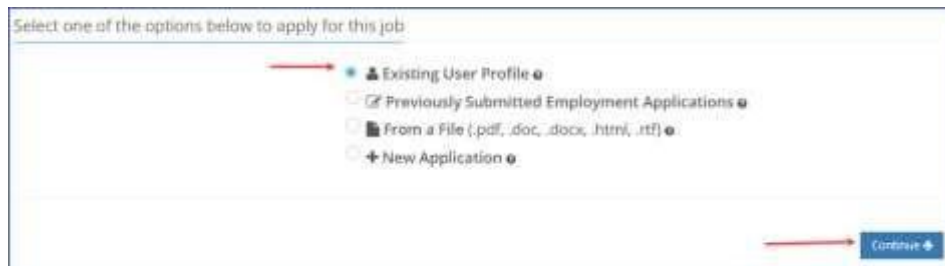 Select one of the options below to apply for this job
Existing User Profile
Previously Submitted Employment Applications
From a File (.pdf, .doc, .docx, .html, .rtf)
New Application
Continue